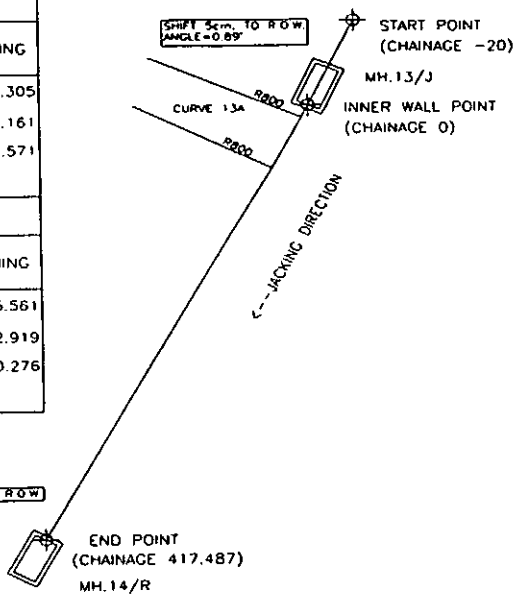 ING
.305
.161
.571
ING
.561
2.919
0.276
ROW
SHIFT 5cm. TO R O W.
ANGLE=0.89°
START POINT
(CHAINAGE -20)
MH.13/J
INNER WALL POINT
(CHAINAGE 0)
R800
CURVE 13A
R800
<---JACKING DIRECTION
END POINT
(CHAINAGE 417.487)
MH.14/R